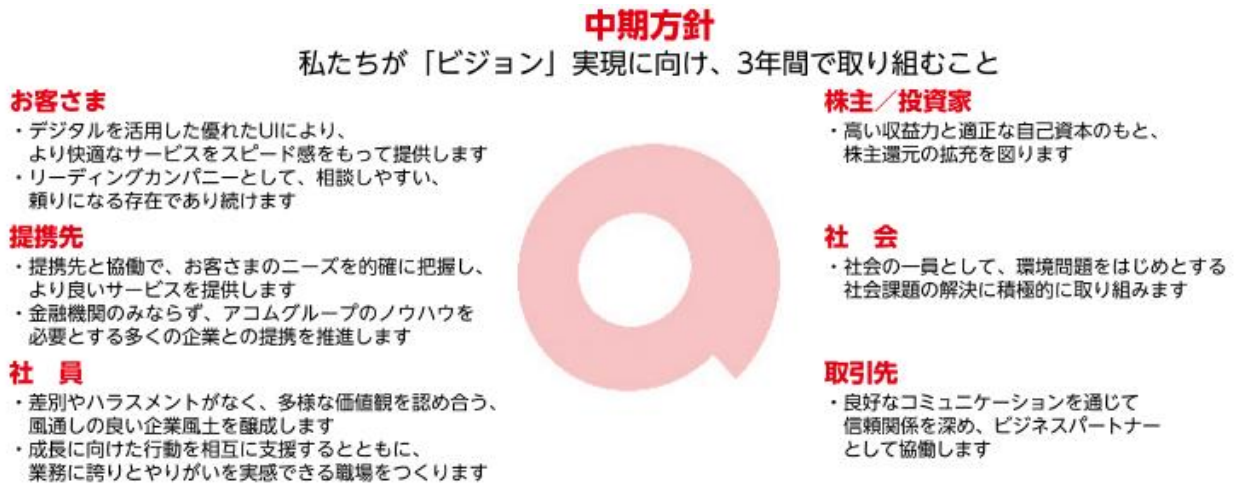 中期方針
私たちが「ビジョン」実現に向け、3年間で取り組むこと
お客さま
・デジタルを活用した優れたUIにより、
より快適なサービスをスピード感をもって提供します
・リーディングカンパニーとして、相談しやすい、
頼りになる存在であり続けます
提携先
・提携先と協働で、お客さまのニーズを的確に把握し、
より良いサービスを提供します
・金融機関のみならず、アコムグループのノウハウを
必要とする多くの企業との提携を推進します
社　員
・差別やハラスメントがなく、多様な価値観を認め合う、
風通しの良い企業風土を醸成します
・成長に向けた行動を相互に支援するとともに、
業務に誇りとやりがいを実感できる職場をつくります
株主／投資家
・高い収益力と適正な自己資本のもと、
株主還元の拡充を図ります
社　会
・社会の一員として、環境問題をはじめとする
社会課題の解決に積極的に取り組みます
取引先
・良好なコミュニケーションを通じて
信頼関係を深め、ビジネスパートナー
として協働します